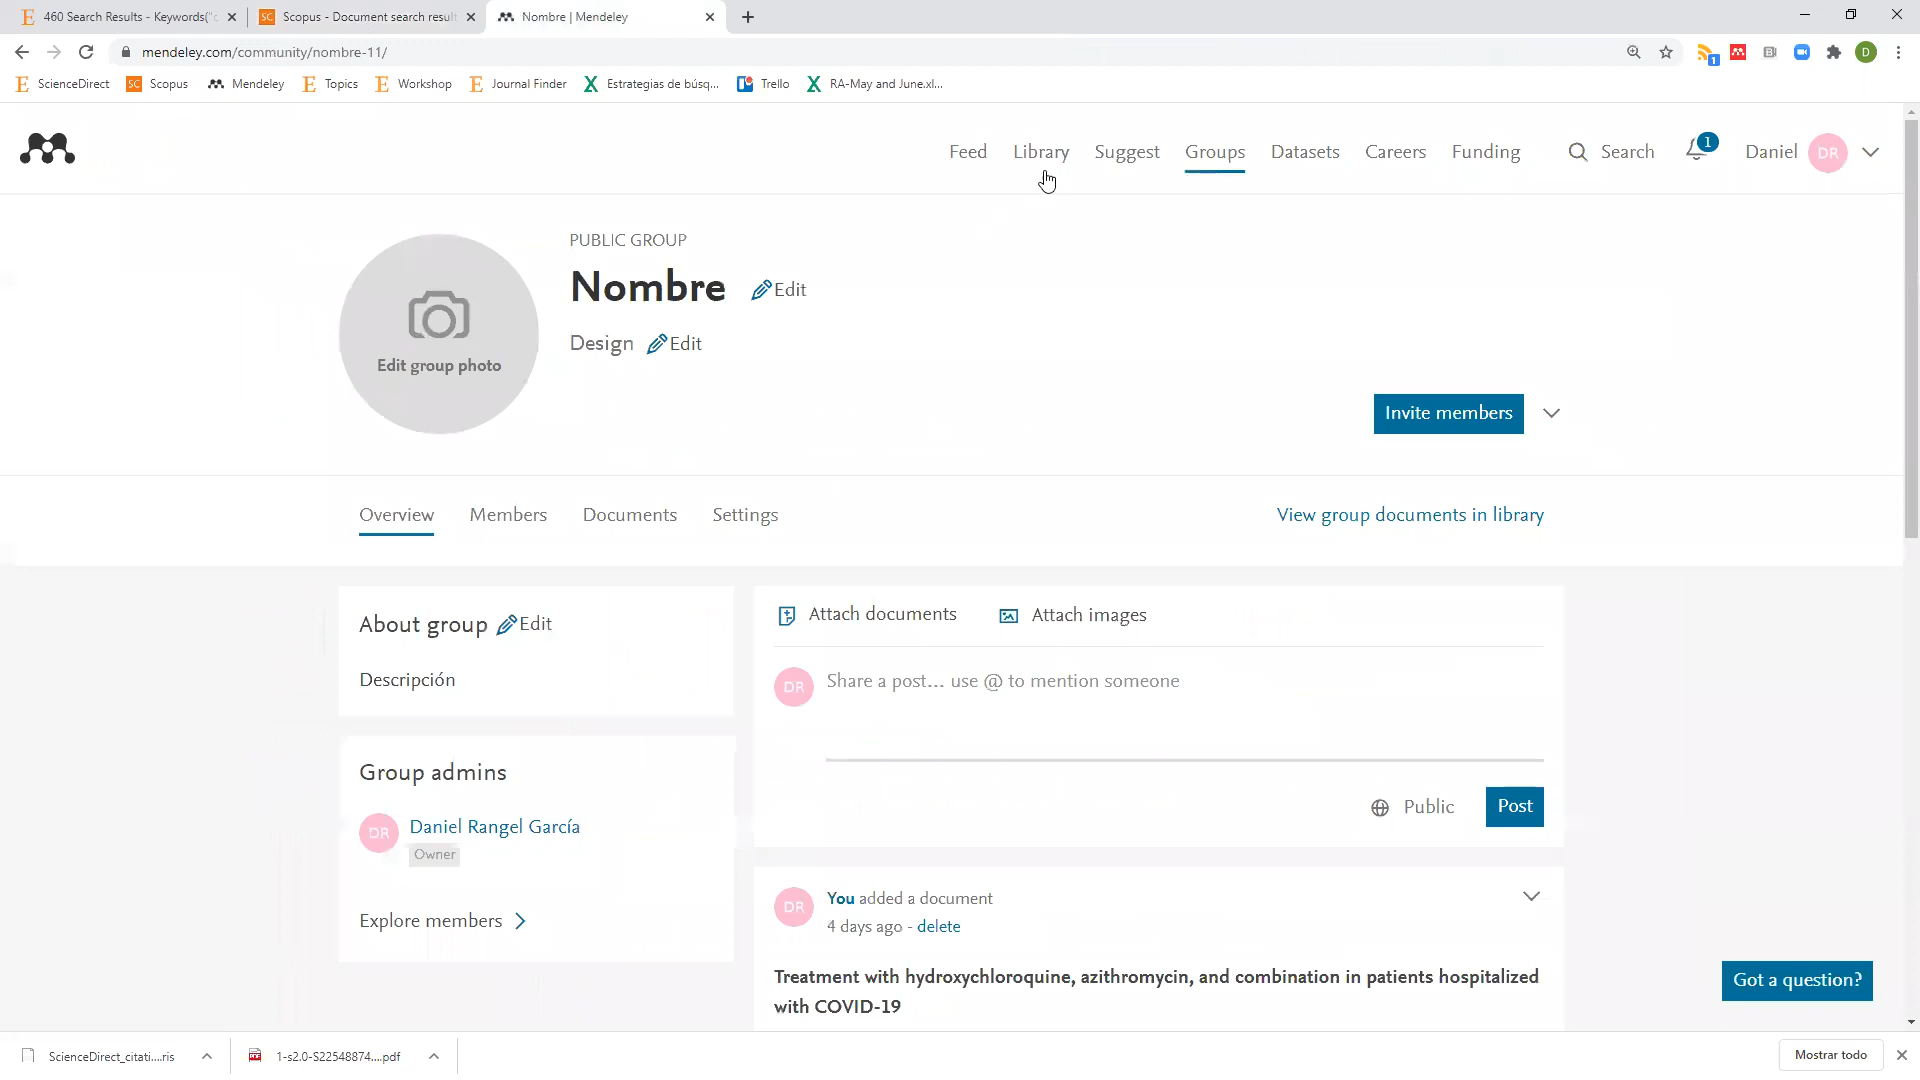 460 Search Results - Keywords("c
Scopus - Document search result
Nombre | Mendeley
mendeley.com/community/nombre-11/
1
D
ScienceDirect
Scopus
Mendeley
Topics
Workshop
Journal Finder
Estrategias de búsq...
Trello
RA-May and June.xl...
Feed
Library
Suggest
Groups
Datasets
Careers
Funding
Search
1
Daniel
DR
PUBLIC GROUP
Nombre
Edit
Design
Edit
Edit group photo
Invite members
Overview
Members
Documents
Settings
View group documents in library
About group
Edit
Descripción
Group admins
DR
Daniel Rangel García
Owner
Explore members
Attach documents
Attach images
DR
Share a post... use @ to mention someone
Public
Post
DR
You added a document
4 days ago - delete
Treatment with hydroxychloroquine, azithromycin, and combination in patients hospitalized
with COVID-19
Got a question?
ScienceDirect_citati....ris
1-s2.0-S22548874....pdf
Mostrar todo